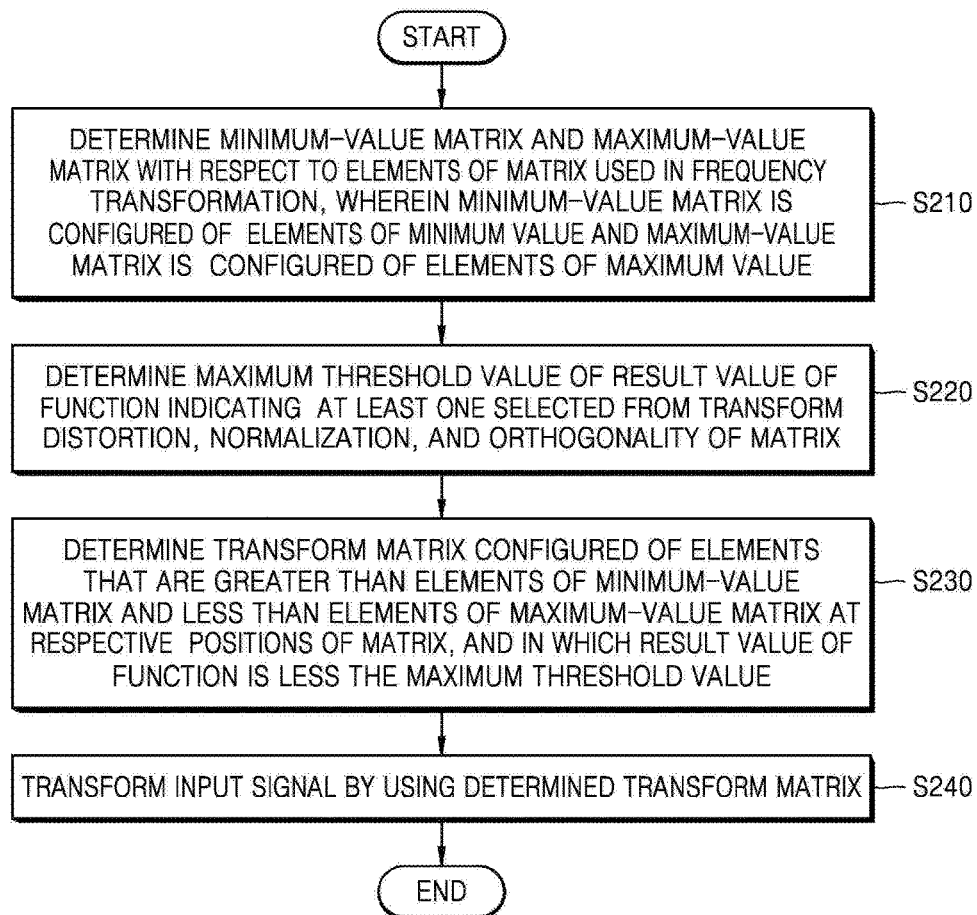 START
DETERMINE MINIMUM-VALUE MATRIX AND MAXIMUM-VALUE
MATRIX WITH RESPECT TO ELEMENTS OF MATRIX USED IN FREQUENCY
TRANSFORMATION, WHEREIN MINIMUM-VALUE MATRIX IS
CONFIGURED OF ELEMENTS OF MINIMUM VALUE AND MAXIMUM-VALUE
MATRIX IS CONFIGURED OF ELEMENTS OF MAXIMUM VALUE
S210
DETERMINE MAXIMUM THRESHOLD VALUE OF RESULT VALUE OF
FUNCTION INDICATING AT LEAST ONE SELECTED FROM TRANSFORM
DISTORTION, NORMALIZATION, AND ORTHOGONALITY OF MATRIX
S220
DETERMINE TRANSFORM MATRIX CONFIGURED OF ELEMENTS
THAT ARE GREATER THAN ELEMENTS OF MINIMUM-VALUE
MATRIX AND LESS THAN ELEMENTS OF MAXIMUM-VALUE MATRIX AT
RESPECTIVE POSITIONS OF MATRIX, AND IN WHICH RESULT VALUE OF
FUNCTION IS LESS THE MAXIMUM THRESHOLD VALUE
S230
TRANSFORM INPUT SIGNAL BY USING DETERMINED TRANSFORM MATRIX
S240
END